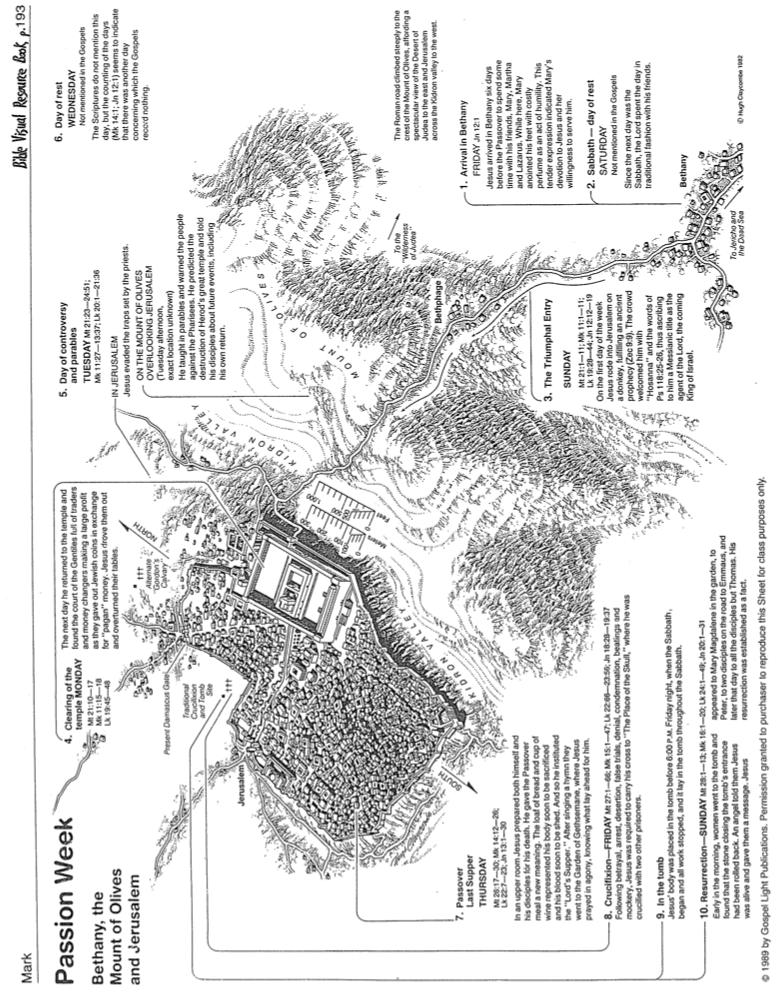 Mark
Bible Visual Resource Book, p.193
Passion Week
Bethany, the
Mount of Olives
and Jerusalem
4. Clearing of the
temple MONDAY
Mt 21:10—17
Mk 11:15—18
Lk 19:45—48
The next day he returned to the temple and
found the court of the Gentiles full of traders
and money changers making a large profit
as they gave out Jewish coins in exchange
for "pagan" money. Jesus drove them out
and overturned their tables.
5. Day of controversy
and parables
TUESDAY Mt 21:23—24:51;
Mk 11:27—13:37; Lk 20:1—21:36
IN JERUSALEM
Jesus evaded the traps set by the priests.
ON THE MOUNT OF OLIVES
OVERLOOKING JERUSALEM
(Tuesday afternoon,
exact location unknown)
He taught in parables and warned the people
against the Pharisees. He predicted the
destruction of Herod's great temple and told
his disciples about future events, including
his own return.
6. Day of rest
WEDNESDAY
Not mentioned in the Gospels
The Scriptures do not mention this
day, but the counting of the days
(Mk 14:1; Jn 12:1) seems to indicate
that there was another day
concerning which the Gospels
record nothing.
Present Damascus Gate
Traditional
Crucifixion
and Tomb
Site
Alternate
"Gordon's
Calvary"
NORTH
Jerusalem
KIDRON VALLEY
MOUNT OF OLIVES
To the
"Wilderness
of Judea"
The Roman road climbed steeply to the
crest of the Mount of Olives, affording a
spectacular view of the Desert of
Judea to the east and Jerusalem
across the Kidron valley to the west.
Meters
Feet
Bethphage
KIDRON VALLEY
SOUTH
1. Arrival in Bethany
FRIDAY Jn 12:1
Jesus arrived in Bethany six days
before the Passover to spend some
time with his friends, Mary, Martha
and Lazarus. While here, Mary
anointed his feet with costly
perfume as an act of humility. This
tender expression indicated Mary's
devotion to Jesus and her
willingness to serve him.
2. Sabbath — day of rest
SATURDAY
Not mentioned in the Gospels
Since the next day was the
Sabbath, the Lord spent the day in
traditional fashion with his friends.
Bethany
To Jericho and
the Dead Sea
© Hugh Claycombe 1982
3. The Triumphal Entry
SUNDAY
Mt 21:1—11; Mk 11:1—11;
Lk 19:28—44; Jn 12:12—19
On the first day of the week
Jesus rode into Jerusalem on
a donkey, fulfilling an ancient
prophecy (Zec 9:9). The crowd
welcomed him with
"Hosanna" and the words of
Ps 118:25-26, thus ascribing
to him a Messianic title as the
agent of the Lord, the coming
King of Israel.
7. Passover
Last Supper
THURSDAY
Mt 26:17—30; Mk 14:12—26;
Lk 22:7—23; Jn 13:1—30
In an upper room Jesus prepared both himself and
his disciples for his death. He gave the Passover
meal a new meaning. The loaf of bread and cup of
wine represented his body soon to be sacrificed
and his blood soon to be shed. And so he instituted
the "Lord's Supper." After singing a hymn they
went to the Garden of Gethsemane, where Jesus
prayed in agony, knowing what lay ahead for him.
8. Crucifixion—FRIDAY Mt 27:1—66; Mk 15:1—47; Lk 22:66—23:56; Jn 18:28—19:37
Following betrayal, arrest, desertion, false trials, denial, condemnation, beatings and
mockery, Jesus was required to carry his cross to "The Place of the Skull," where he was
crucified with two other prisoners.
9. In the tomb
Jesus' body was placed in the tomb before 6:00 P.M. Friday night, when the Sabbath
began and all work stopped, and it lay in the tomb throughout the Sabbath.
10. Resurrection—SUNDAY Mt 28:1—13; Mk 16:1—20; Lk 24:1—49; Jn 20:1—31
Early in the morning, women went to the tomb and
found that the stone closing the tomb's entrance
had been rolled back. An angel told them Jesus
was alive and gave them a message. Jesus
appeared to Mary Magdalene in the garden, to
Peter, to two disciples on the road to Emmaus, and
later that day to all the disciples but Thomas. His
resurrection was established as a fact.
© 1989 by Gospel Light Publications. Permission granted to purchaser to reproduce this Sheet for class purposes only.